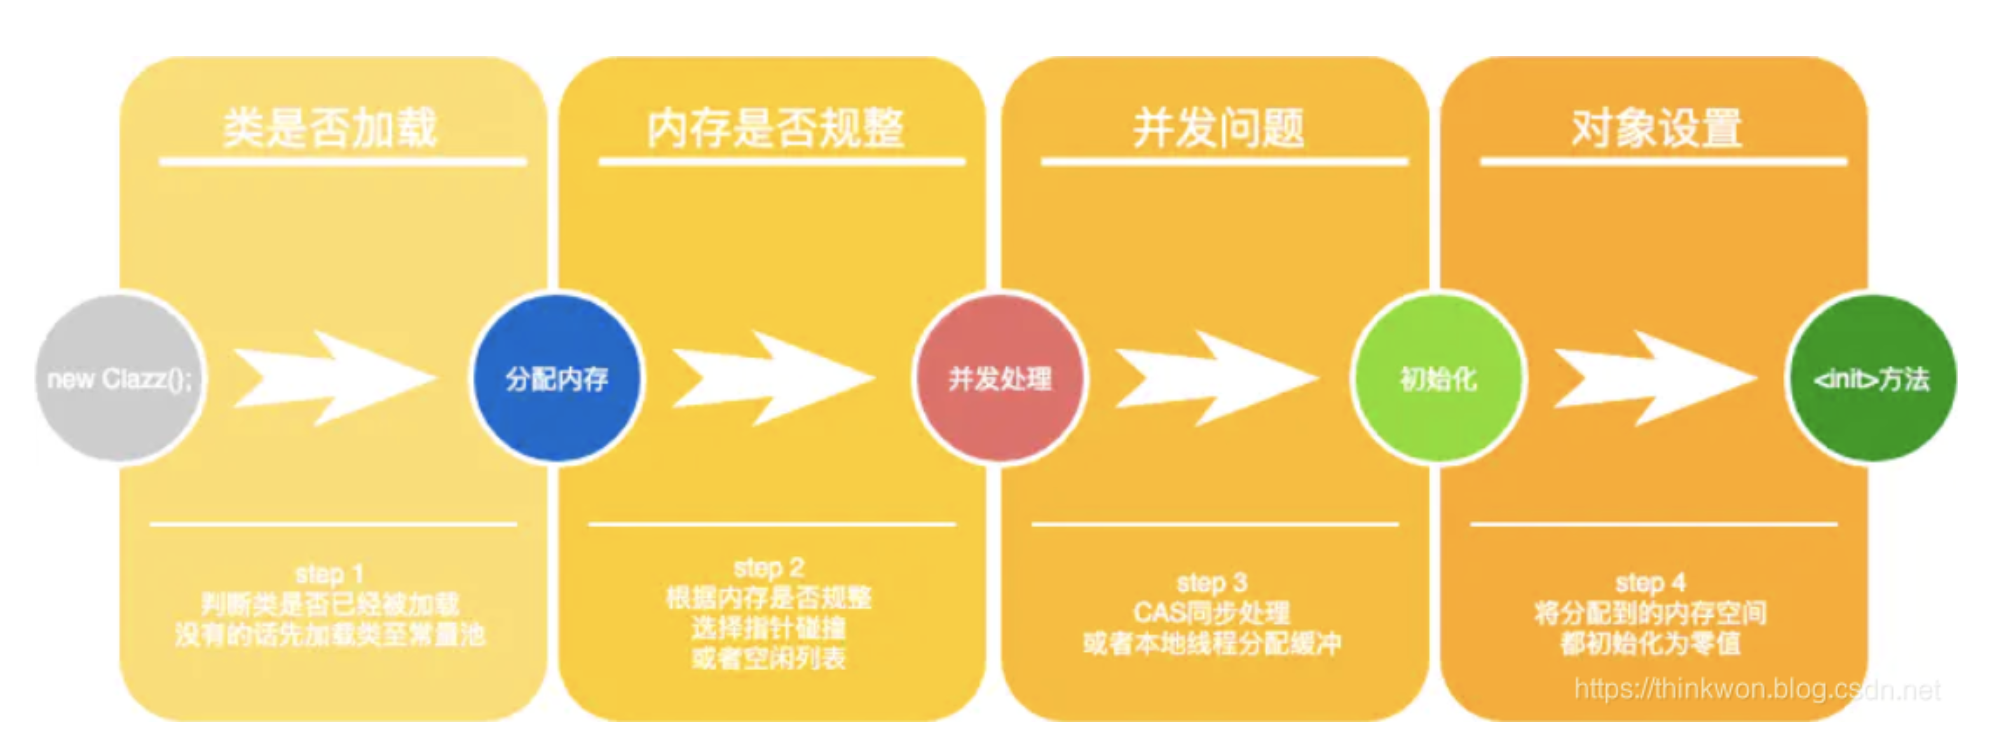 类是否加载
内存是否规整
并发问题
对象设置
new Clazz();
分配内存
并发处理
初始化
<init>方法
step 1
判断类是否已经被加载
没有的话先加载类至常量池
step 2
根据内存是否规整
选择指针碰撞
或者空闲列表
step 3
CAS同步处理
或者本地线程分配缓冲
step 4
将分配到的内存空间
都初始化为零值
https://thinkwon.blog.csdn.net